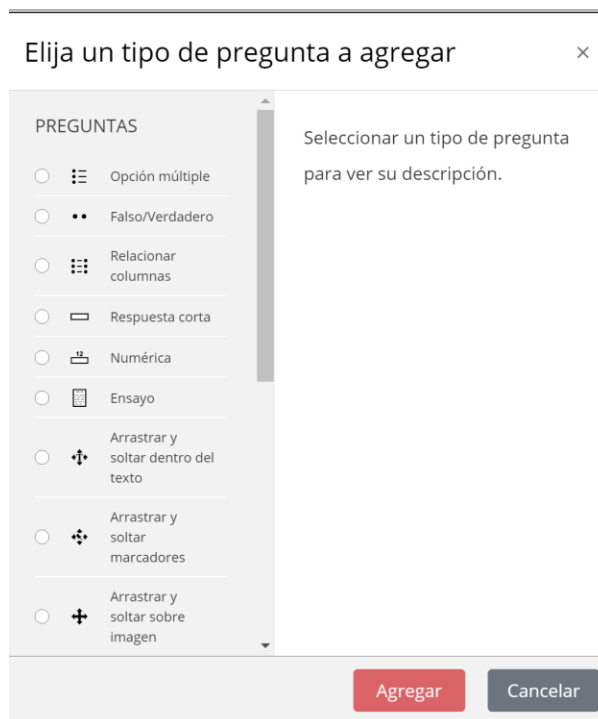 Elija un tipo de pregunta a agregar
×
PREGUNTAS
Opción múltiple
Falso/Verdadero
Relacionar
columnas
Respuesta corta
12
Numérica
Ensayo
Arrastrar y
soltar dentro del
texto
Arrastrar y
soltar
marcadores
Arrastrar y
soltar sobre
imagen
Seleccionar un tipo de pregunta
para ver su descripción.
Agregar
Cancelar